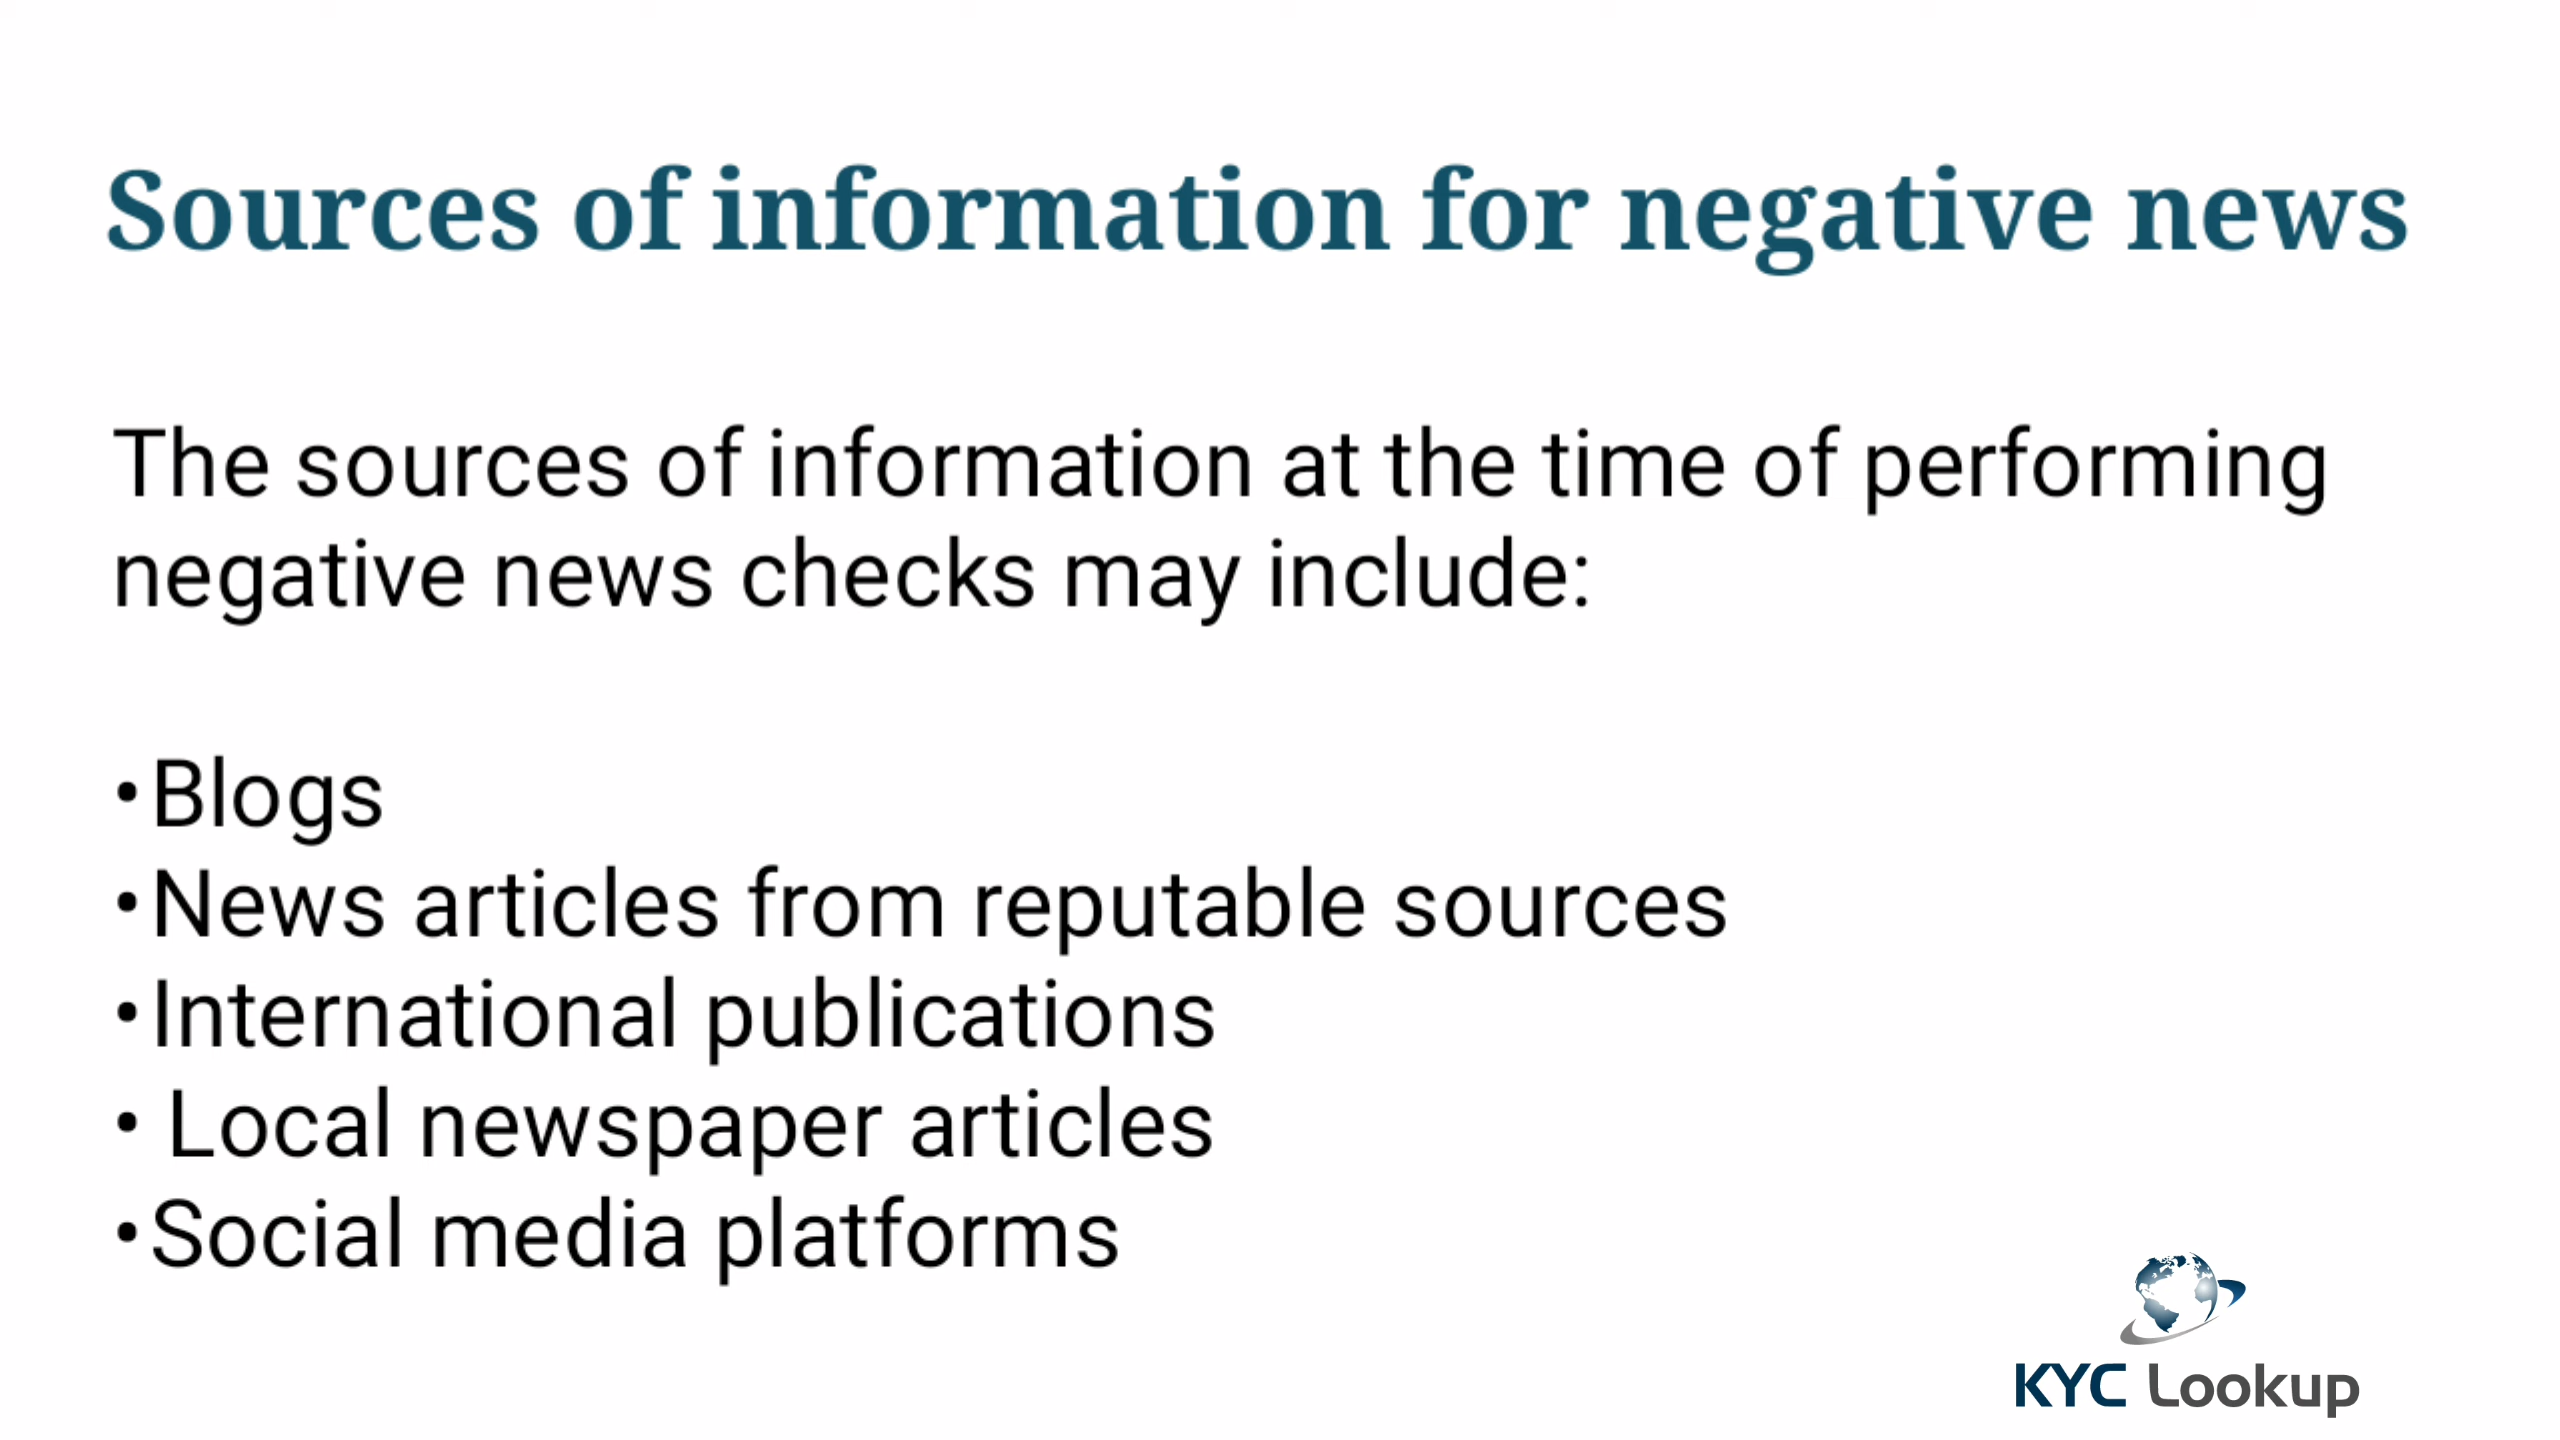 Sources of information for negative news
The sources of information at the time of performing
negative news checks may include:
•Blogs
•News articles from reputable sources
•International publications
• Local newspaper articles
•Social media platforms
KYC Lookup